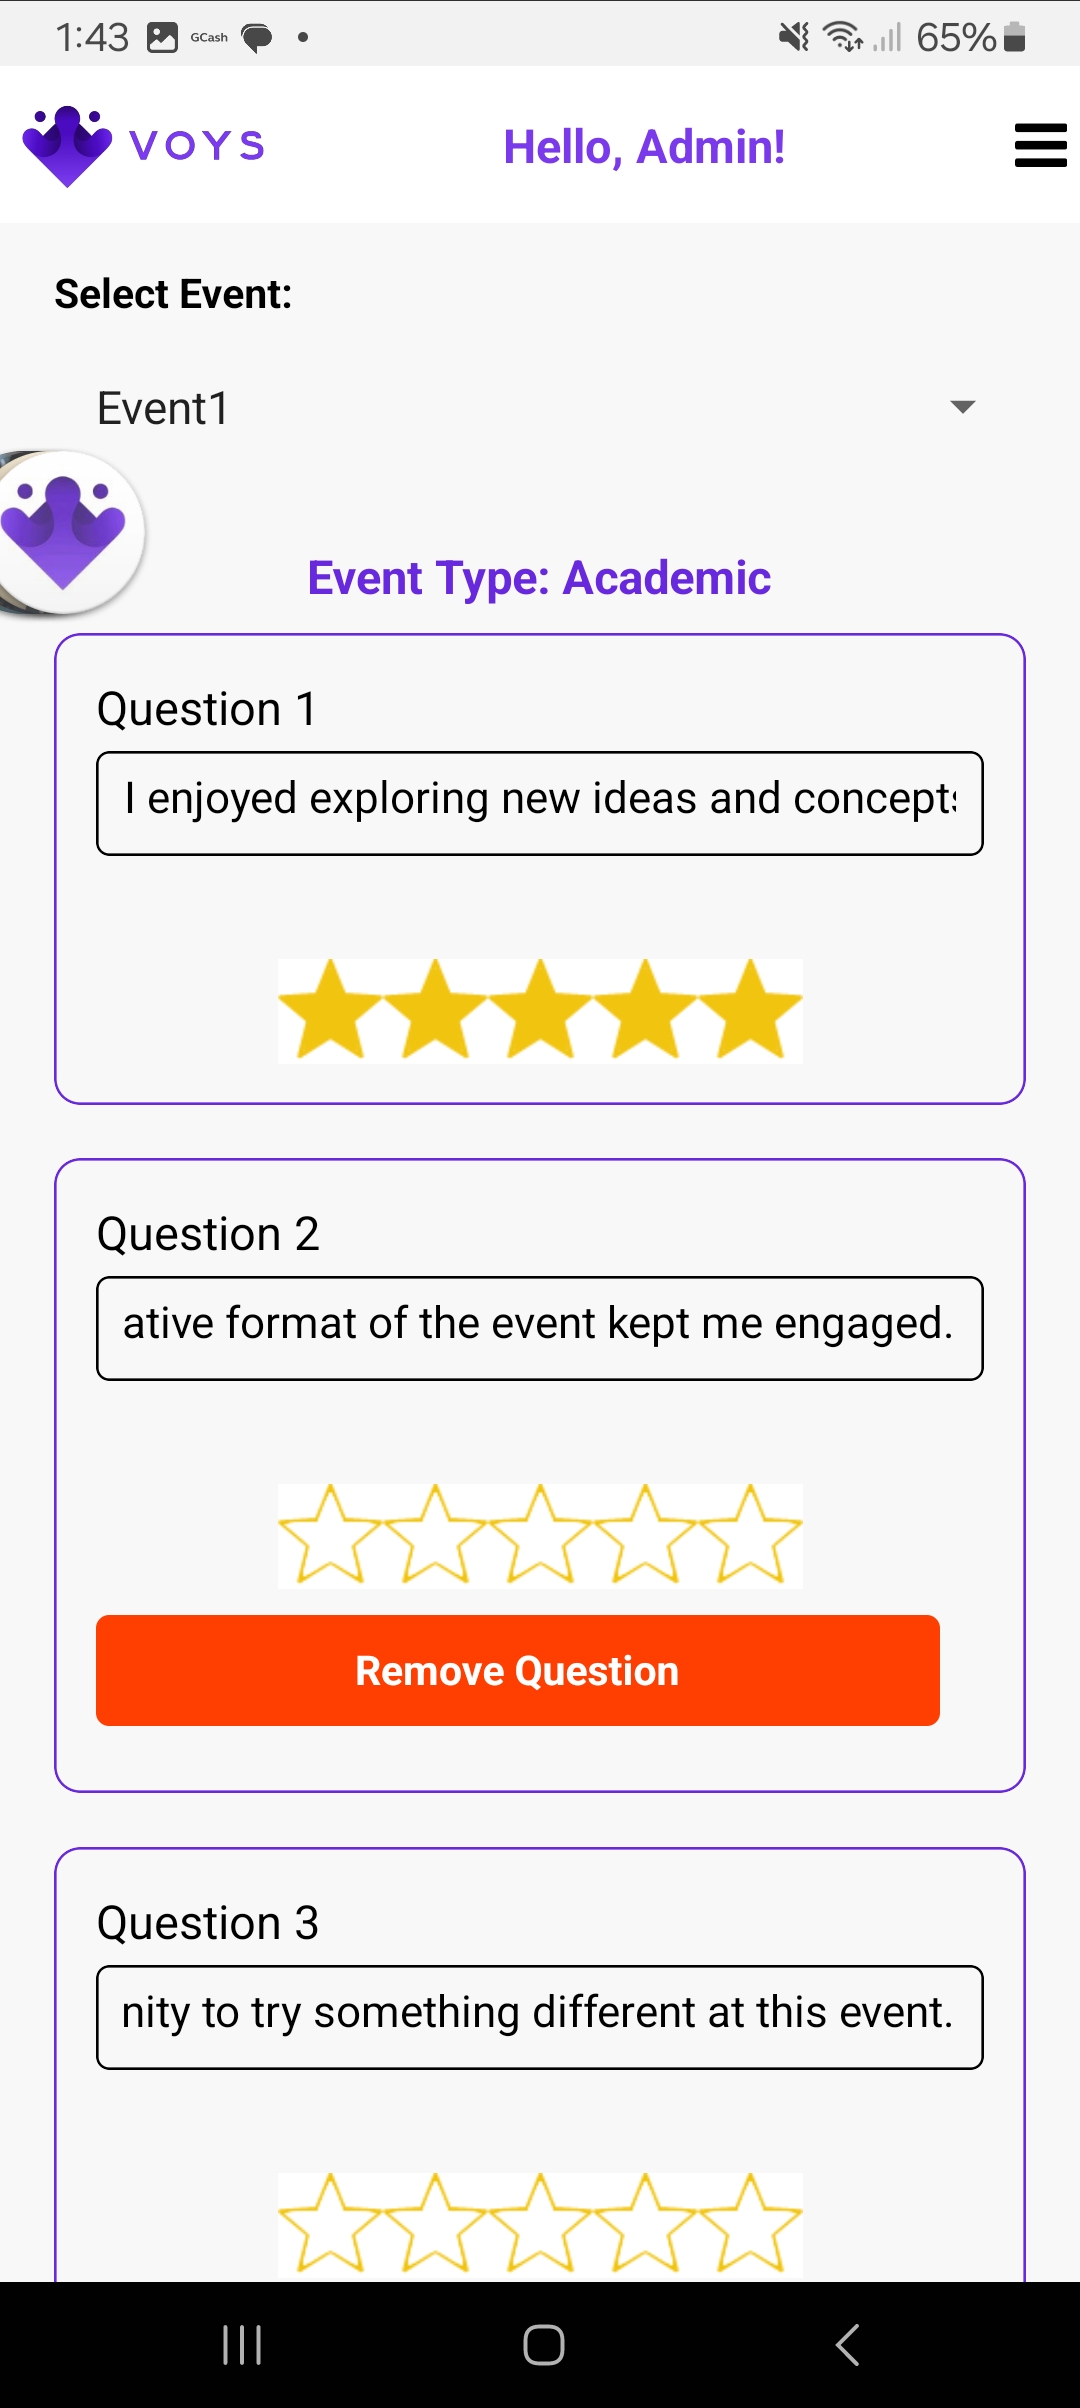 1:43 GCash 65%
VOYS Hello, Admin!
Select Event:
Event1
Event Type: Academic
Question 1
I enjoyed exploring new ideas and concepts
Question 2
ative format of the event kept me engaged.
Remove Question
Question 3
nity to try something different at this event.